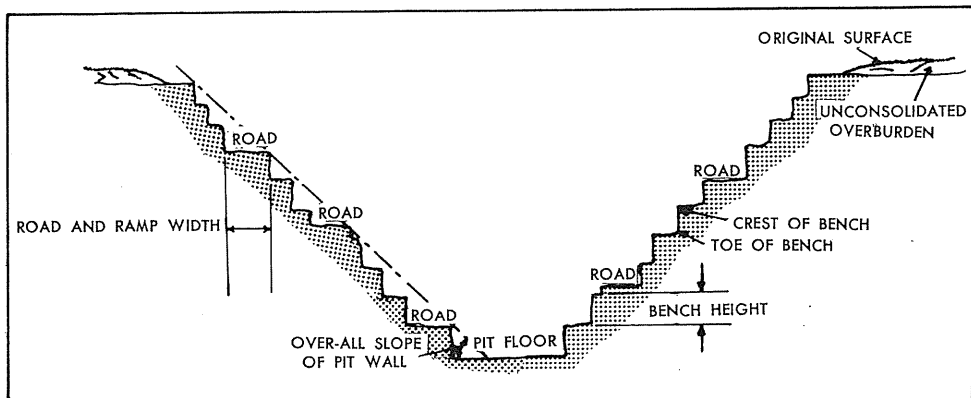 ORIGINAL SURFACE
UNCONSOLIDATED
OVERBURDEN
ROAD
ROAD
ROAD AND RAMP WIDTH
ROAD
CREST OF BENCH
TOE OF BENCH
ROAD
BENCH HEIGHT
ROAD
OVER-ALL SLOPE
OF PIT WALL
PIT FLOOR